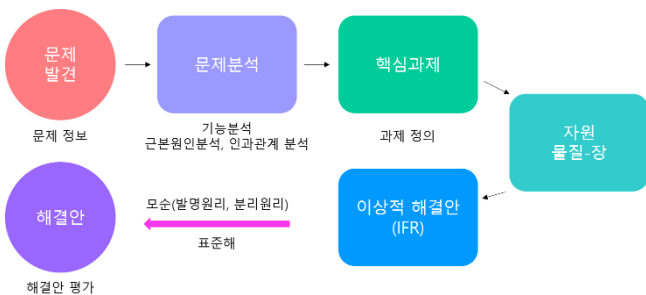 문제
발견
문제 정보
문제분석
기능분석
근본원인분석, 인과관계 분석
핵심과제
과제 정의
자원
물질-장
이상적 해결안
(IFR)
모순(발명원리, 분리원리)
표준해
해결안
해결안 평가